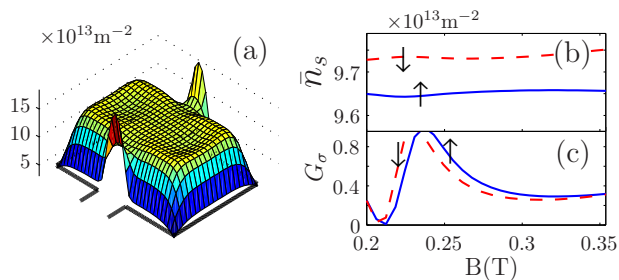 ×10¹³m⁻²
(a)
15
10
5
×10¹³m⁻²
n̄ₛ
9.7
9.6
↓
↑
(b)
G_σ
0.8
0.4
0
↓
↑
(c)
0.2
0.25
0.3
0.35
B(T)